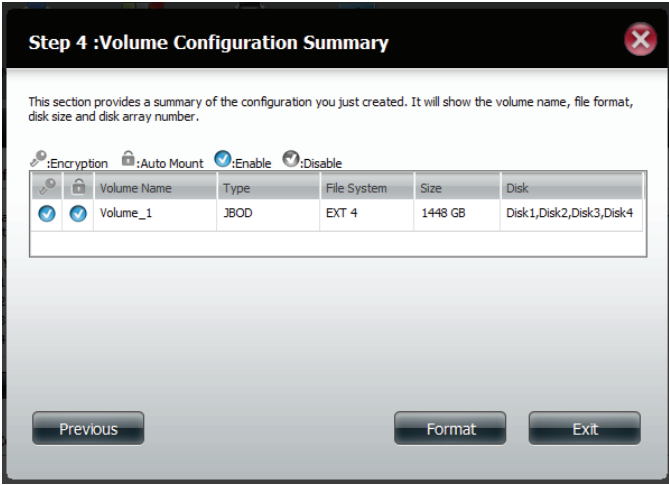 Step 4 :Volume Configuration Summary
This section provides a summary of the configuration you just created. It will show the volume name, file format,
disk size and disk array number.
:Encryption :Auto Mount :Enable :Disable
Volume Name Type File System Size Disk
Volume_1 JBOD EXT 4 1448 GB Disk1,Disk2,Disk3,Disk4
Previous Format Exit